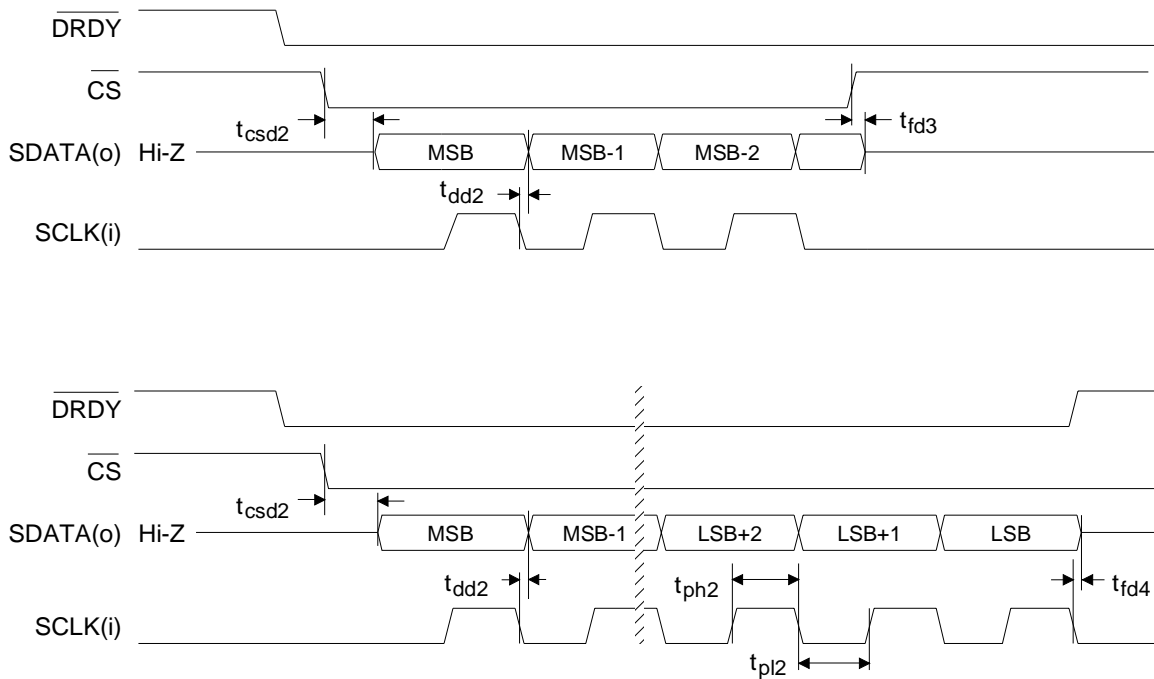 DRDY
CS
t_csd2 t_fd3
SDATA(o) Hi-Z MSB MSB-1 MSB-2
t_dd2
SCLK(i)
DRDY
CS
t_csd2
SDATA(o) Hi-Z MSB MSB-1 LSB+2 LSB+1 LSB
t_dd2 t_ph2 t_fd4
SCLK(i)
t_pl2